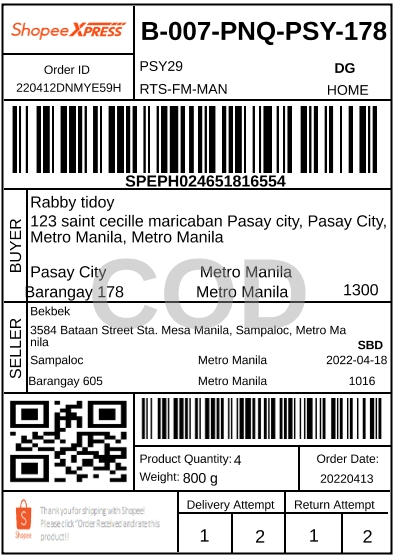 Shopee XPRESS
B-007-PNQ-PSY-178
Order ID
220412DNMYE59H
PSY29
DG
RTS-FM-MAN
HOME
SPEPH024651816554
BUYER
Rabby tidoy
123 saint cecille maricaban Pasay city, Pasay City,
Metro Manila, Metro Manila
Pasay City Metro Manila
Barangay 178 Metro Manila 1300
COD
SELLER
Bekbek
3584 Bataan Street Sta. Mesa Manila, Sampaloc, Metro Ma
nila
SBD
Sampaloc Metro Manila 2022-04-18
Barangay 605 Metro Manila 1016
Product Quantity: 4
Weight: 800 g
Order Date:
20220413
Shopee
Thank you for shipping with Shopee!
Please click "Order Received and rate this
product!!
Delivery Attempt Return Attempt
1 2 1 2